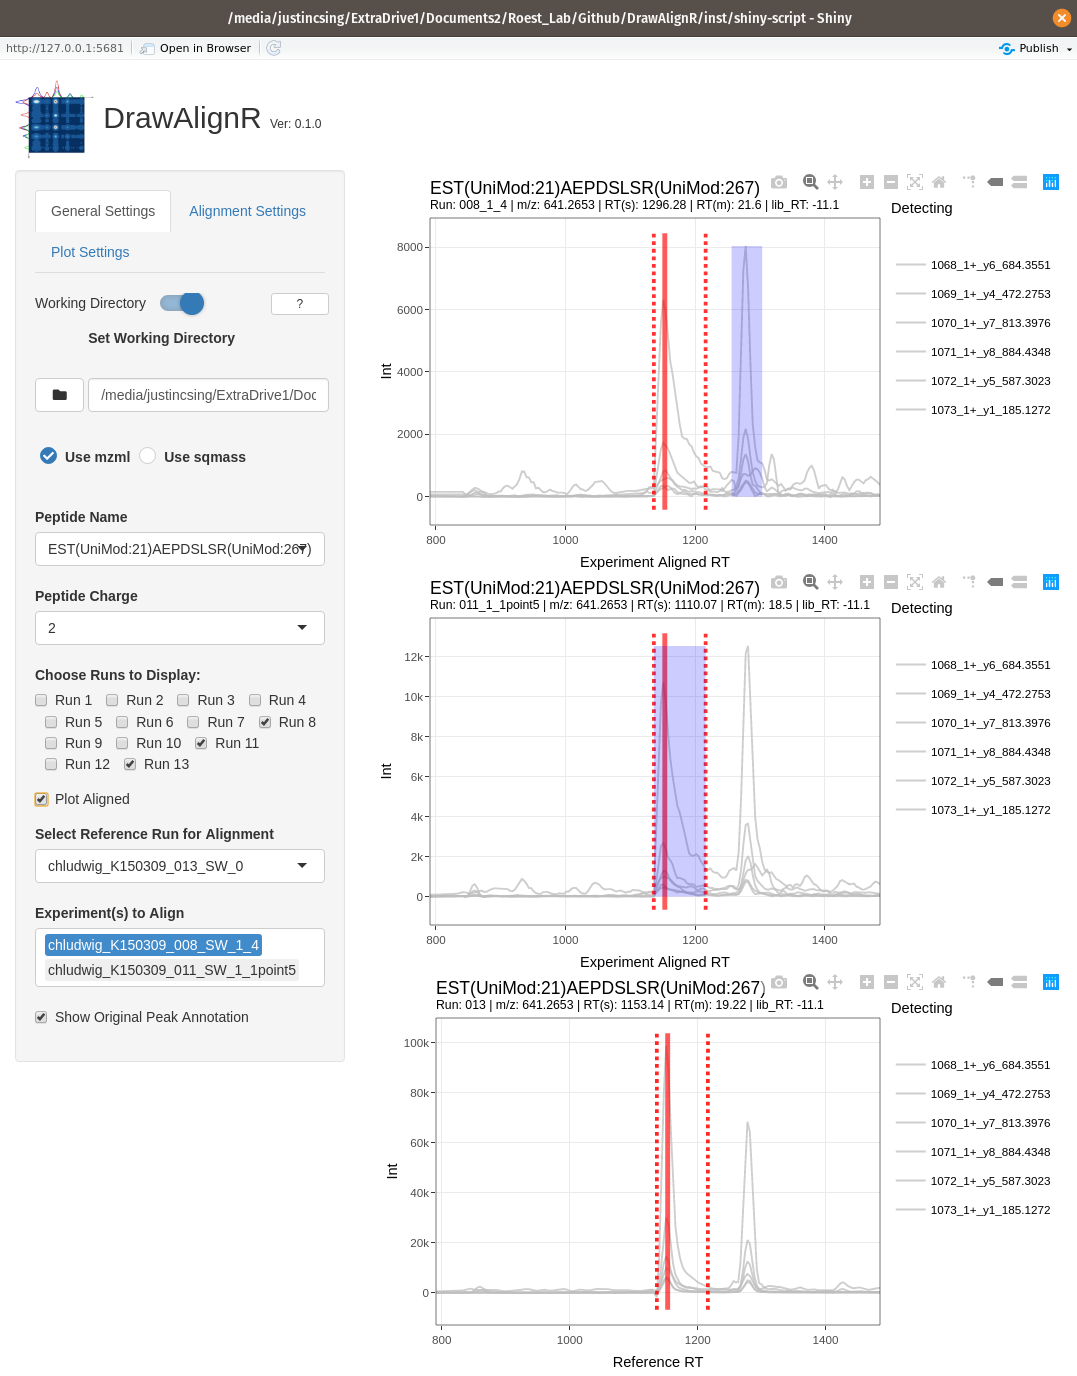 /media/justincsing/ExtraDrive1/Documents2/Roest_Lab/Github/DrawAlignR/inst/shiny-script - Shiny
http://127.0.0.1:5681
Open in Browser
Publish
DrawAlignR Ver: 0.1.0
General Settings
Alignment Settings
Plot Settings
Working Directory
?
Set Working Directory
/media/justincsing/ExtraDrive1/Doc
Use mzml
Use sqmass
Peptide Name
EST(UniMod:21)AEPDSLSR(UniMod:267)
Peptide Charge
2
Choose Runs to Display:
Run 1 Run 2 Run 3 Run 4
Run 5 Run 6 Run 7 Run 8
Run 9 Run 10 Run 11
Run 12 Run 13
Plot Aligned
Select Reference Run for Alignment
chludwig_K150309_013_SW_0
Experiment(s) to Align
chludwig_K150309_008_SW_1_4
chludwig_K150309_011_SW_1_1point5
Show Original Peak Annotation
EST(UniMod:21)AEPDSLSR(UniMod:267)
Run: 008_1_4 | m/z: 641.2653 | RT(s): 1296.28 | RT(m): 21.6 | lib_RT: -11.1
Detecting
1068_1+_y6_684.3551
1069_1+_y4_472.2753
1070_1+_y7_813.3976
1071_1+_y8_884.4348
1072_1+_y5_587.3023
1073_1+_y1_185.1272
8000
6000
4000
2000
0
Int
800 1000 1200 1400
Experiment Aligned RT
EST(UniMod:21)AEPDSLSR(UniMod:267)
Run: 011_1_1point5 | m/z: 641.2653 | RT(s): 1110.07 | RT(m): 18.5 | lib_RT: -11.1
Detecting
1068_1+_y6_684.3551
1069_1+_y4_472.2753
1070_1+_y7_813.3976
1071_1+_y8_884.4348
1072_1+_y5_587.3023
1073_1+_y1_185.1272
12k
10k
8k
6k
4k
2k
0
Int
800 1000 1200 1400
Experiment Aligned RT
EST(UniMod:21)AEPDSLSR(UniMod:267)
Run: 013 | m/z: 641.2653 | RT(s): 1153.14 | RT(m): 19.22 | lib_RT: -11.1
Detecting
1068_1+_y6_684.3551
1069_1+_y4_472.2753
1070_1+_y7_813.3976
1071_1+_y8_884.4348
1072_1+_y5_587.3023
1073_1+_y1_185.1272
100k
80k
60k
40k
20k
0
Int
800 1000 1200 1400
Reference RT